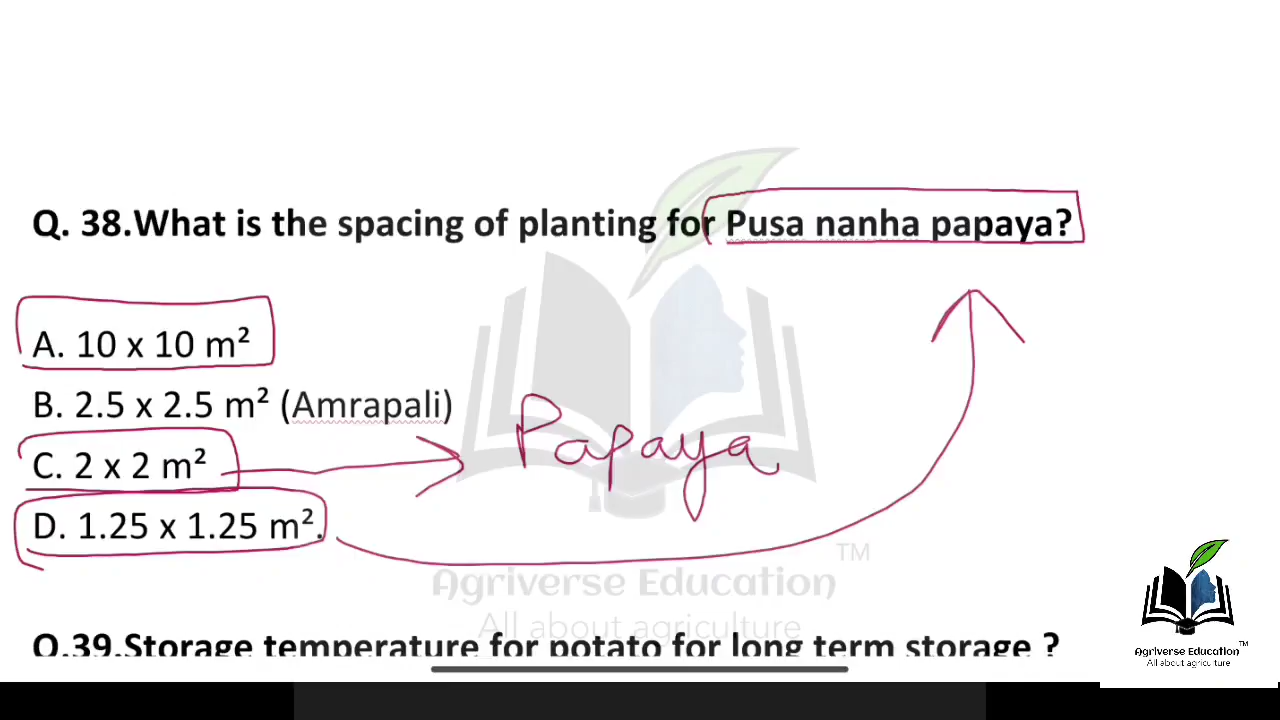 Q. 38.What is the spacing of planting for Pusa nanha papaya?
A. 10 x 10 m²
B. 2.5 x 2.5 m² (Amrapali)
C. 2 x 2 m²
Papaya
D. 1.25 x 1.25 m².
TM
Agriverse Education
All about agriculture
Q.39.Storage temperature for potato for long term storage ?
TM
Agriverse Education
All about agriculture